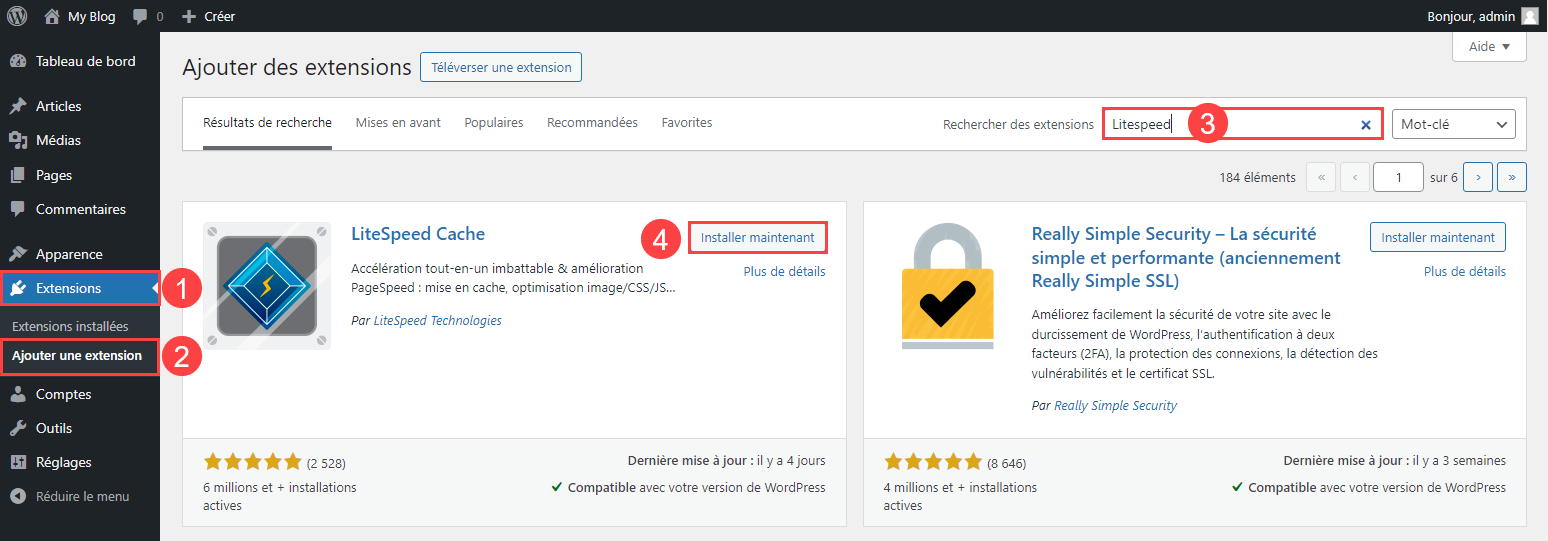 My Blog
0
Créer
Bonjour, admin
Aide
Tableau de bord
Articles
Médias
Pages
Commentaires
Apparence
Extensions
1
Extensions installées
Ajouter une extension
2
Comptes
Outils
Réglages
Réduire le menu
Ajouter des extensions
Téléverser une extension
Résultats de recherche
Mises en avant
Populaires
Recommandées
Favorites
Rechercher des extensions
Litespeed
3
Mot-clé
184 éléments
«
‹
1
sur 6
›
»
LiteSpeed Cache
4
Installer maintenant
Plus de détails
Accélération tout-en-un imbattable & amélioration
PageSpeed : mise en cache, optimisation image/CSS/JS…
Par LiteSpeed Technologies
(2 528)
6 millions et + installations
actives
Dernière mise à jour : il y a 4 jours
Compatible avec votre version de WordPress
Really Simple Security – La sécurité
simple et performante (anciennement
Really Simple SSL)
Installer maintenant
Plus de détails
Améliorez facilement la sécurité de votre site avec le
durcissement de WordPress, l'authentification à deux
facteurs (2FA), la protection des connexions, la détection des
vulnérabilités et le certificat SSL.
Par Really Simple Security
(8 646)
4 millions et + installations
actives
Dernière mise à jour : il y a 3 semaines
Compatible avec votre version de WordPress